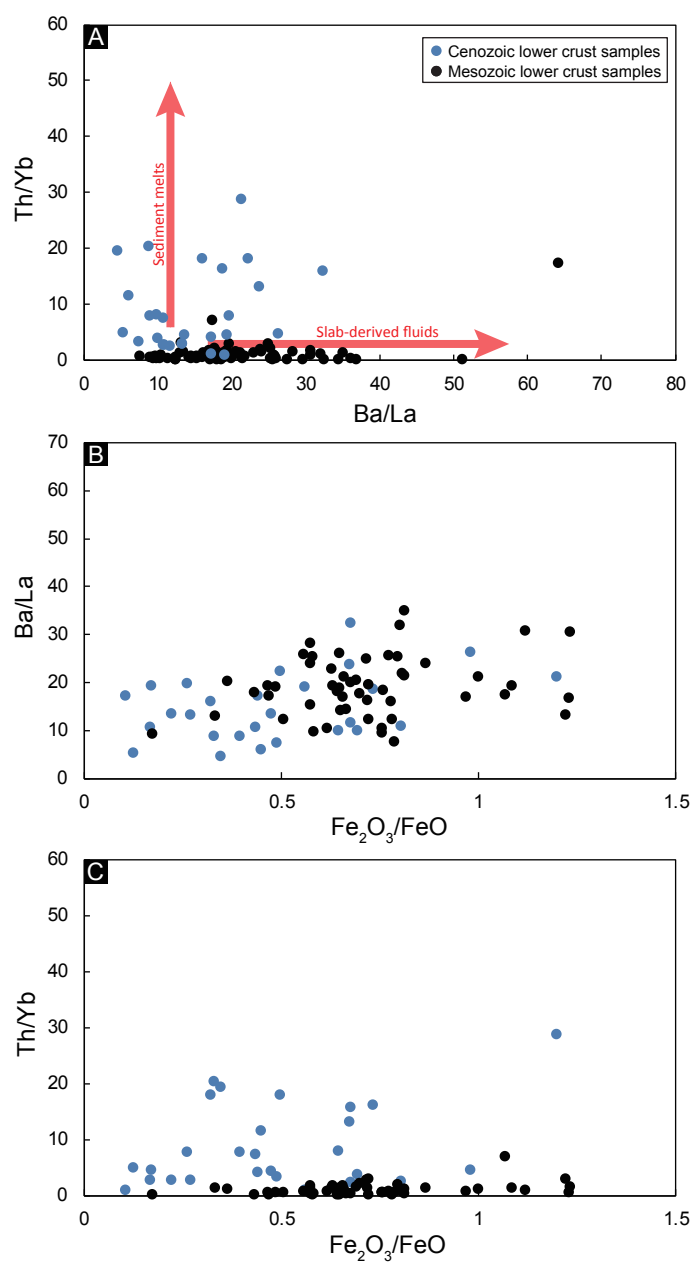 A
Cenozoic lower crust samples
Mesozoic lower crust samples
60
50
40
30
20
10
0
Th/Yb
Sediment melts
Slab-derived fluids
0 10 20 30 40 50 60 70 80
Ba/La
B
70
60
50
40
30
20
10
0
Ba/La
0 0.5 1 1.5
Fe₂O₃/FeO
C
60
50
40
30
20
10
0
Th/Yb
0 0.5 1 1.5
Fe₂O₃/FeO